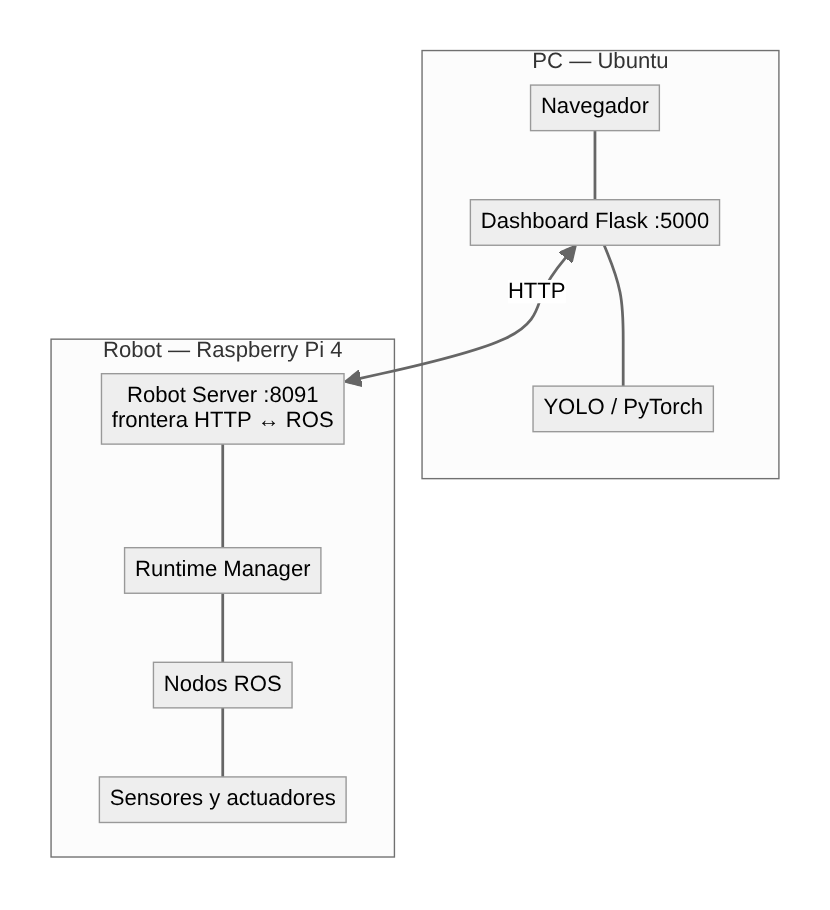 PC — Ubuntu
Navegador
Dashboard Flask :5000
HTTP
YOLO / PyTorch
Robot — Raspberry Pi 4
Robot Server :8091
frontera HTTP ↔ ROS
Runtime Manager
Nodos ROS
Sensores y actuadores